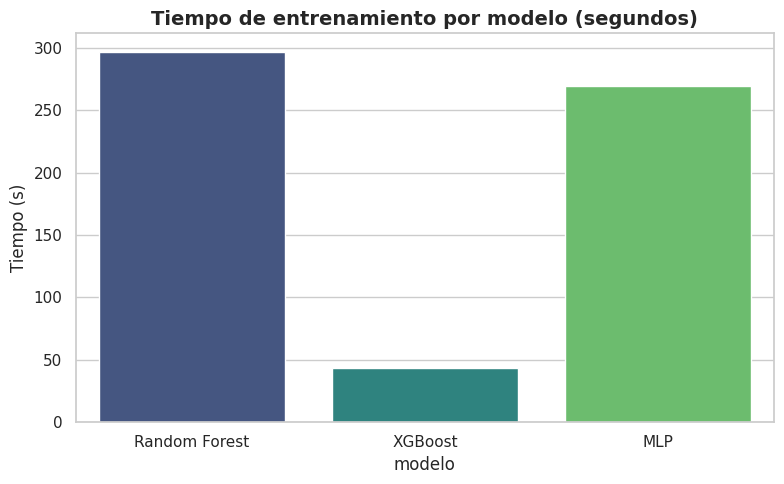 Tiempo de entrenamiento por modelo (segundos)
Tiempo (s)
300
250
200
150
100
50
0
Random Forest
XGBoost
MLP
modelo